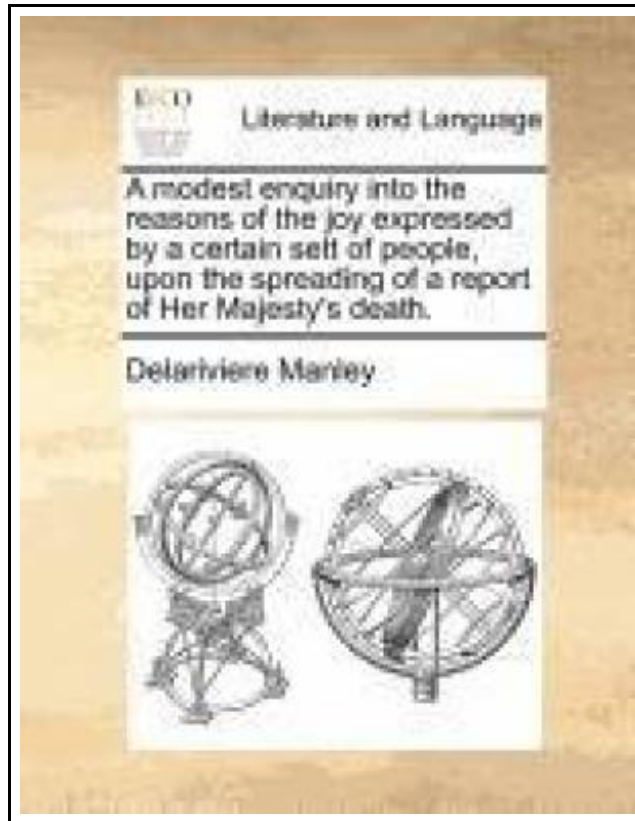 ECCO
Literature and Language
A modest enquiry into the
reasons of the joy expressed
by a certain sett of people,
upon the spreading of a report
of Her Majesty's death.
Delariviere Manley